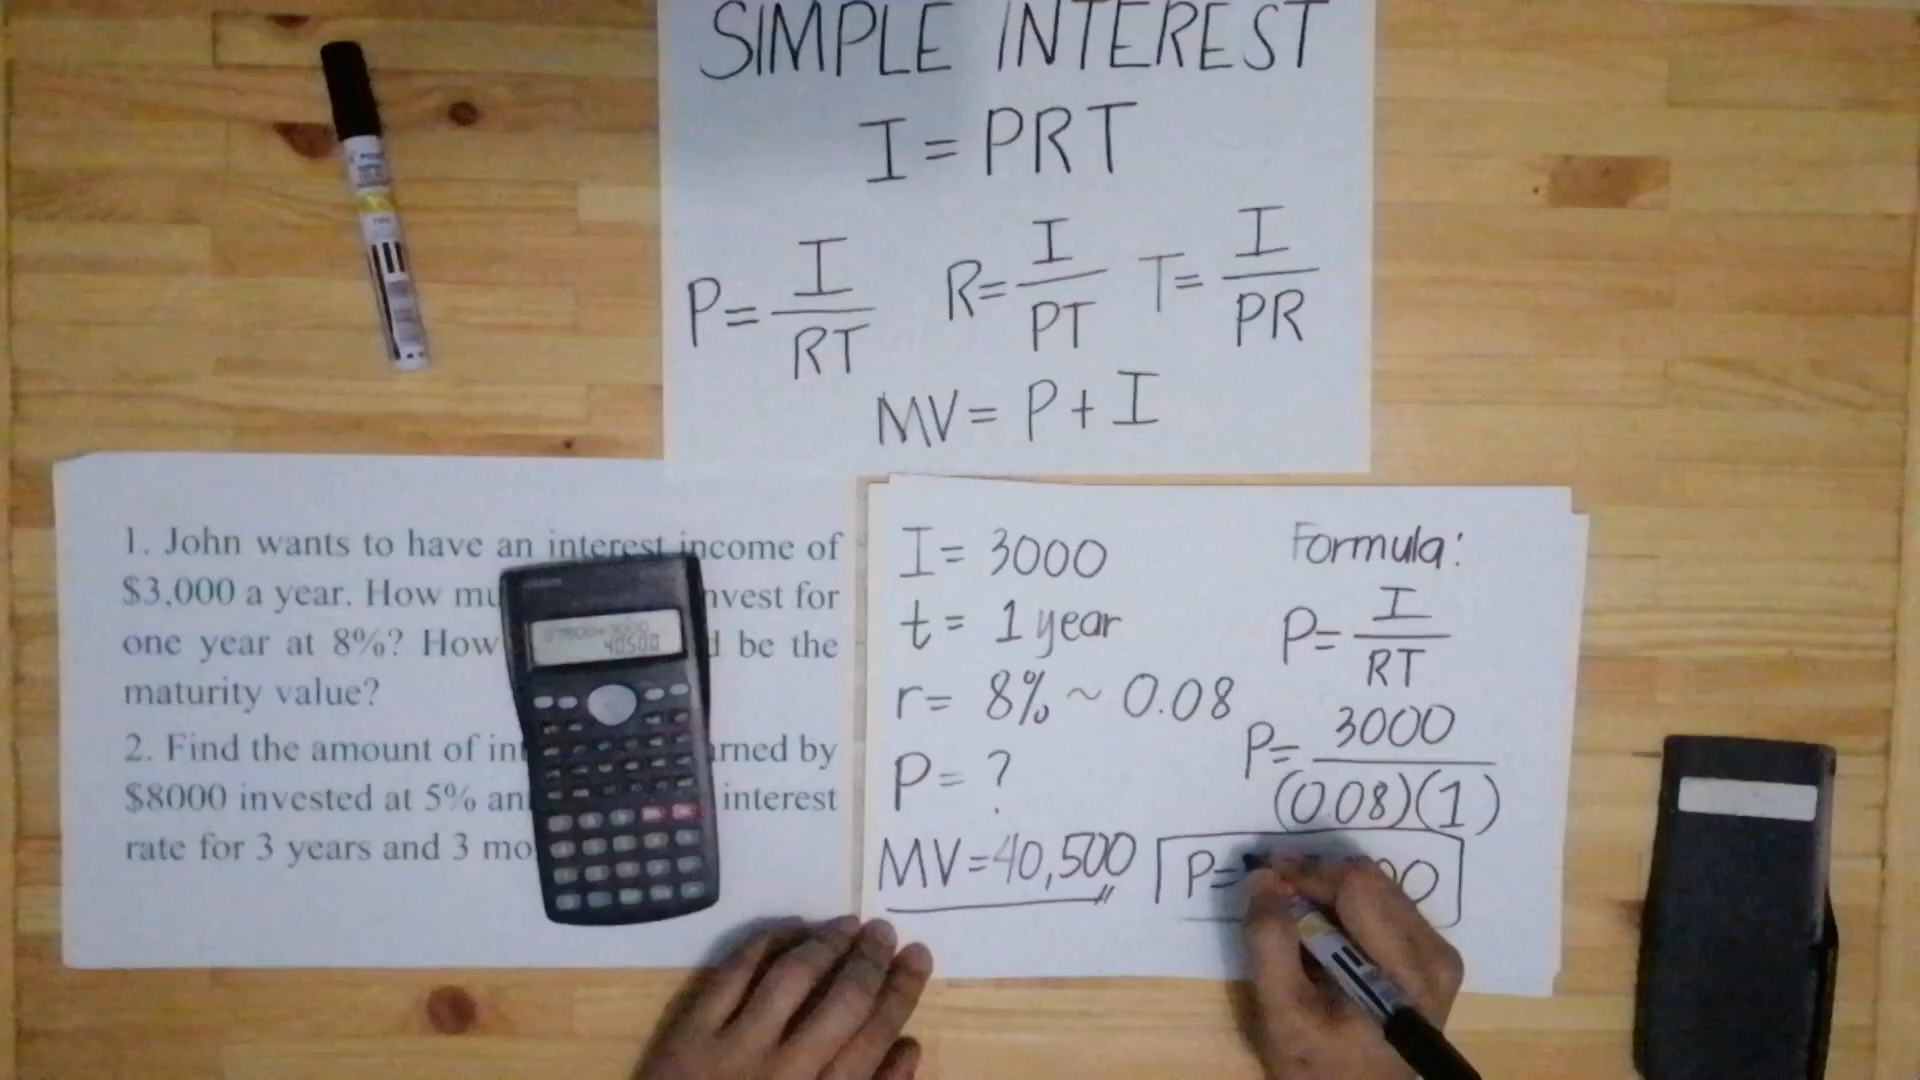 SIMPLE INTEREST
I = PRT
P = I/RT R = I/PT T = I/PR
MV = P + I
1. John wants to have an interest income of
$3,000 a year. How mu nvest for
one year at 8%? How d be the
maturity value?
2. Find the amount of in rned by
$8000 invested at 5% an interest
rate for 3 years and 3 mo
40500
I = 3000
t = 1 year
r = 8% ~ 0.08
P = ?
MV = 40,500
Formula:
P = I/RT
P = 3000/(0.08)(1)
P= 00